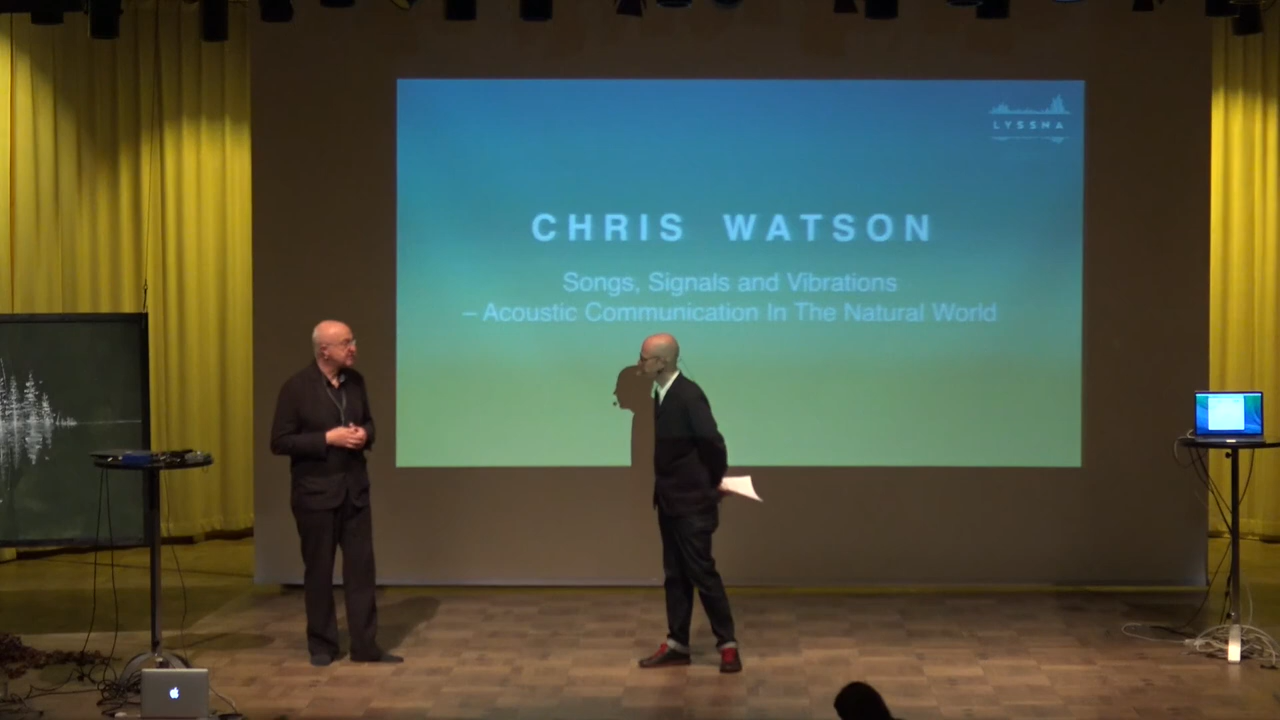 LYSSNA
CHRIS WATSON
Songs, Signals and Vibrations
– Acoustic Communication In The Natural World